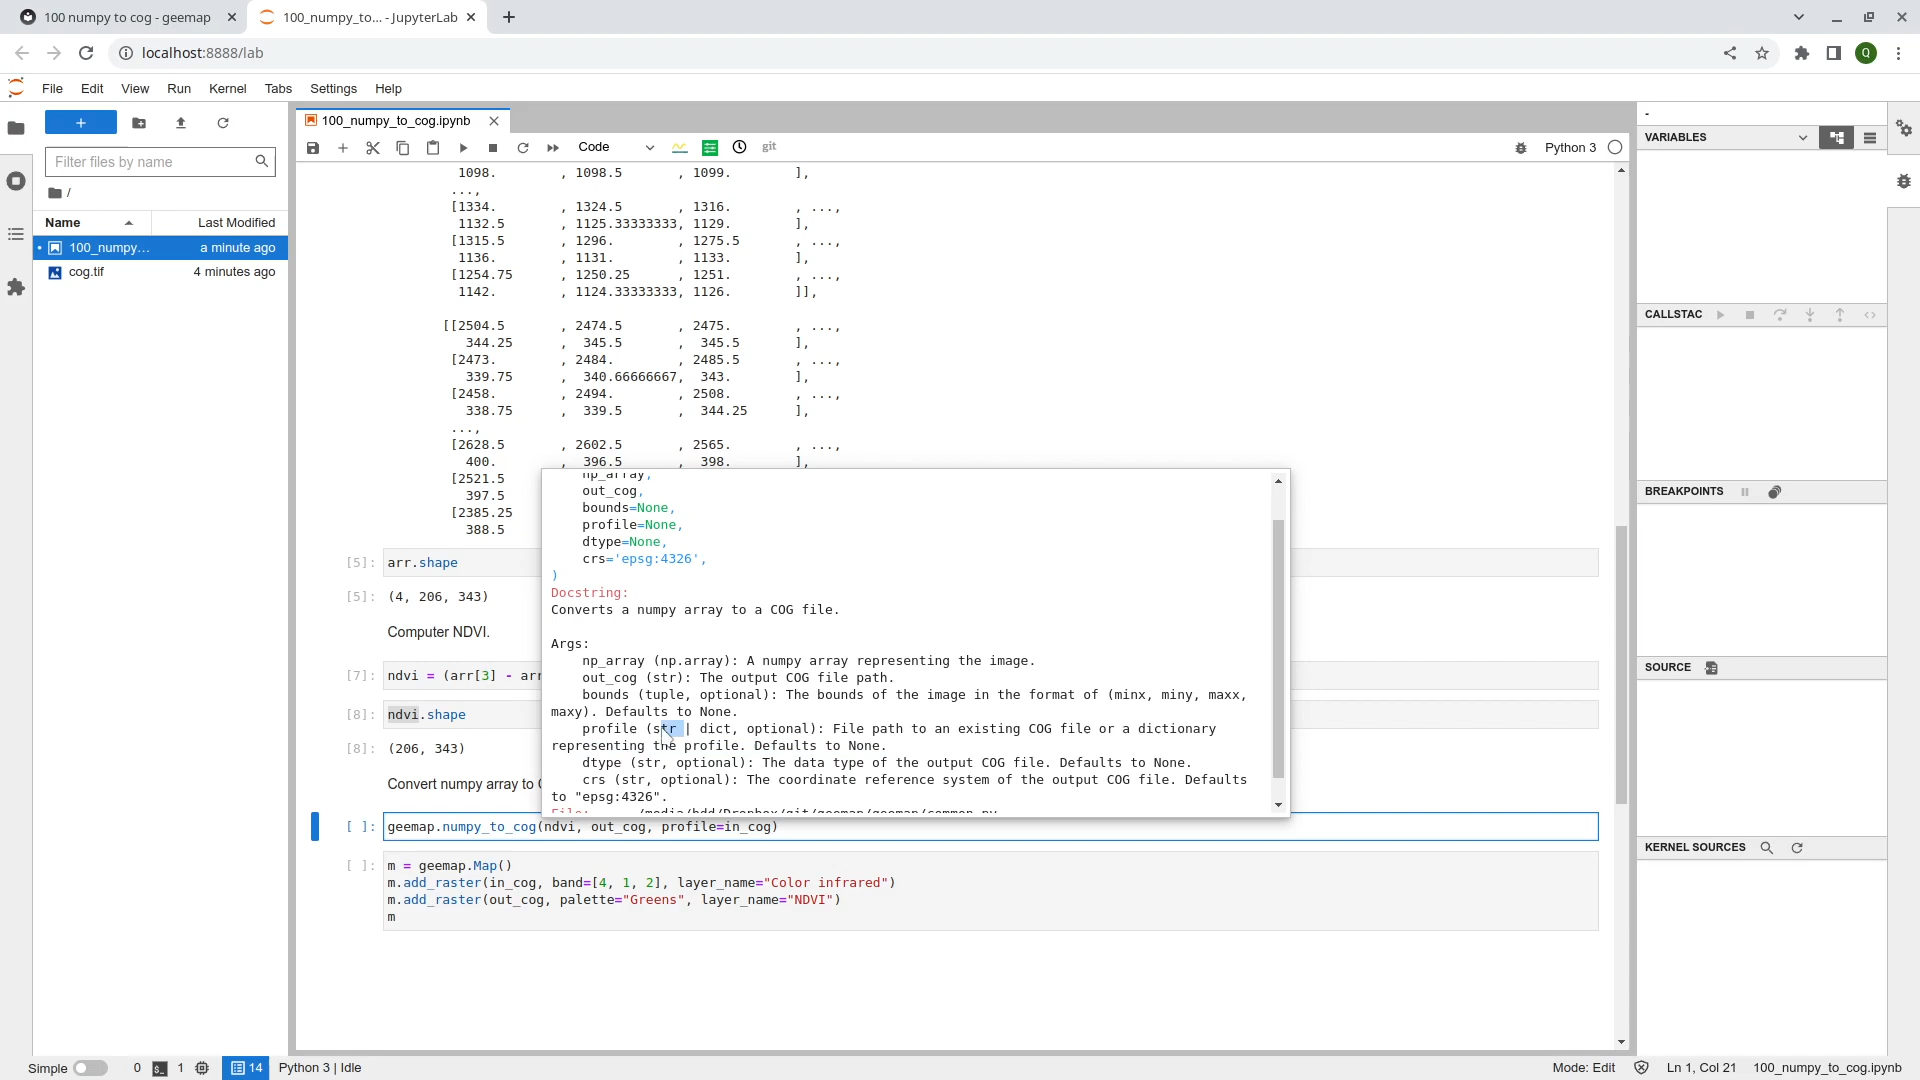 100 numpy to cog - geemap
100_numpy_to... - JupyterLab
localhost:8888/lab
Q
File Edit View Run Kernel Tabs Settings Help
100_numpy_to_cog.ipynb
-
Filter files by name
Code
git
Python 3
VARIABLES
/
Name
Last Modified
100_numpy... a minute ago
cog.tif 4 minutes ago
1098. , 1098.5 , 1099. ],
...,
[1334. , 1324.5 , 1316. , ...,
1132.5 , 1125.33333333, 1129. ],
[1315.5 , 1296. , 1275.5 , ...,
1136. , 1131. , 1133. ],
[1254.75 , 1250.25 , 1251. , ...,
1142. , 1124.33333333, 1126. ]],
[[2504.5 , 2474.5 , 2475. , ...,
344.25 , 345.5 , 345.5 ],
[2473. , 2484. , 2485.5 , ...,
339.75 , 340.66666667, 343. ],
[2458. , 2494. , 2508. , ...,
338.75 , 339.5 , 344.25 ],
...,
[2628.5 , 2602.5 , 2565. , ...,
400. , 396.5 , 398. ],
[2521.5
397.5
[2385.25
388.5
np_array,
out_cog,
bounds=None,
profile=None,
dtype=None,
crs='epsg:4326',
)
Docstring:
Converts a numpy array to a COG file.
Args:
np_array (np.array): A numpy array representing the image.
out_cog (str): The output COG file path.
bounds (tuple, optional): The bounds of the image in the format of (minx, miny, maxx,
maxy). Defaults to None.
profile (str | dict, optional): File path to an existing COG file or a dictionary
representing the profile. Defaults to None.
dtype (str, optional): The data type of the output COG file. Defaults to None.
crs (str, optional): The coordinate reference system of the output COG file. Defaults
to "epsg:4326".
File: /media/hdd/Dropbox/git/geemap/geemap/common.py
[5]: arr.shape
[5]: (4, 206, 343)
Computer NDVI.
[7]: ndvi = (arr[3] - arr
[8]: ndvi.shape
[8]: (206, 343)
Convert numpy array to
[ ]: geemap.numpy_to_cog(ndvi, out_cog, profile=in_cog)
[ ]: m = geemap.Map()
m.add_raster(in_cog, band=[4, 1, 2], layer_name="Color infrared")
m.add_raster(out_cog, palette="Greens", layer_name="NDVI")
m
CALLSTAC
BREAKPOINTS
SOURCE
KERNEL SOURCES
Simple 0 1 14 Python 3 | Idle
Mode: Edit Ln 1, Col 21 100_numpy_to_cog.ipynb